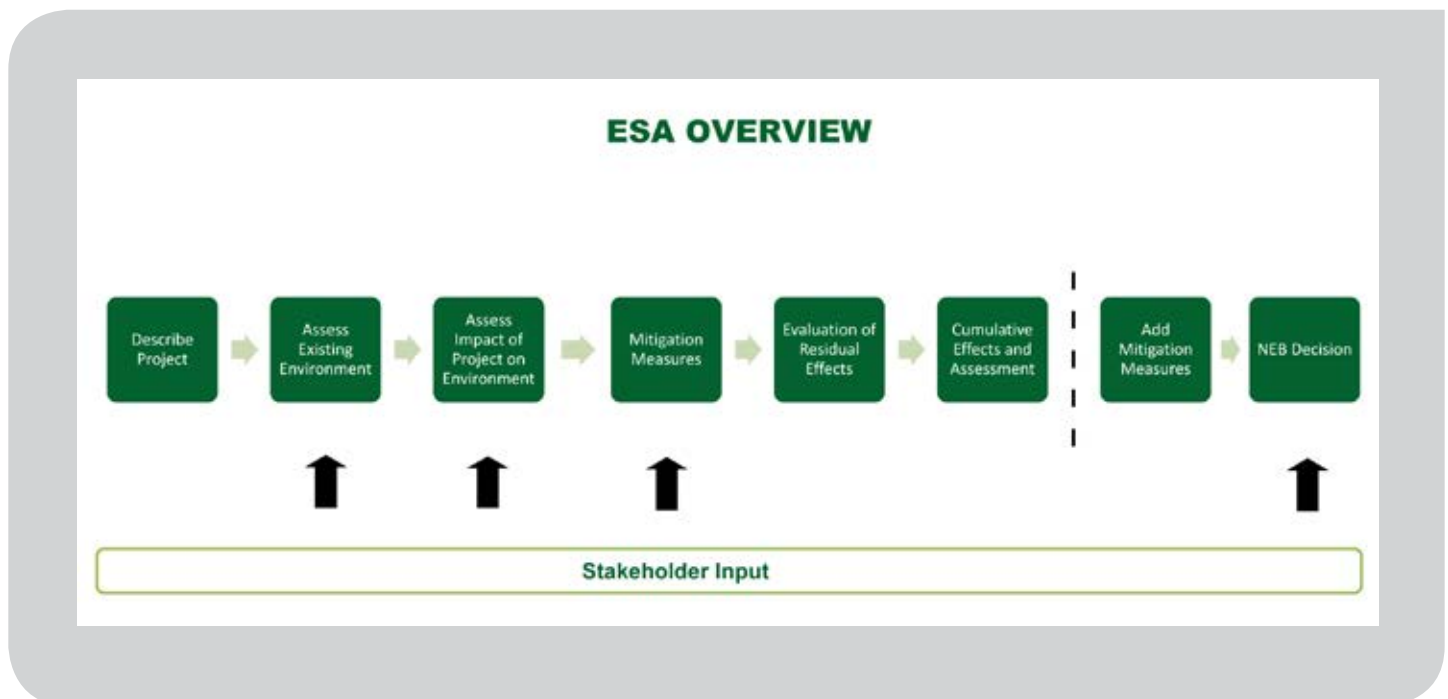 ESA OVERVIEW
Describe
Project
Assess
Existing
Environment
Assess
Impact of
Project on
Environment
Mitigation
Measures
Evaluation of
Residual
Effects
Cumulative
Effects and
Assessment
Add
Mitigation
Measures
NEB Decision
Stakeholder Input